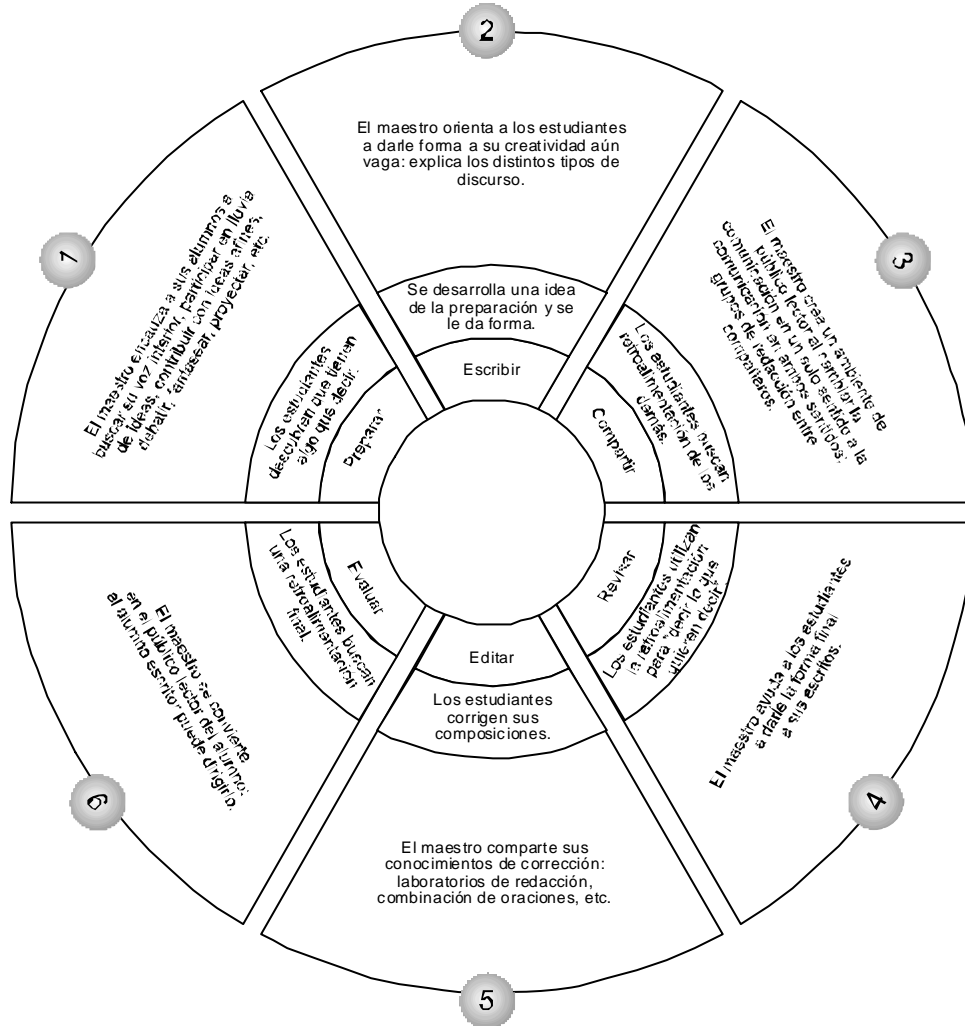 1
El maestro encauza a sus alumnos a
buscar su voz interior, participar en lluvia
de ideas, contribuir con ideas afines,
debatir, fantasear, proyectar, etc.
Los estudiantes
descubren que tienen
algo que decir.
Preparar
2
El maestro orienta a los estudiantes
a darle forma a su creatividad aún
vaga: explica los distintos tipos de
discurso.
Se desarrolla una idea
de la preparación y se
le da forma.
Escribir
3
El maestro crea un ambiente de
público lector al cambiar la
comunicación en un solo sentido a la
comunicación en ambos sentidos:
grupos de redacción entre
compañeros.
Los estudiantes buscan
retroalimentación de los
demás.
Compartir
4
El maestro ayuda a los estudiantes
a darle la forma final
a sus escritos.
Los estudiantes utilizan
la retroalimentación
para "decir lo que
quieren decir"
Revisar
Editar
Los estudiantes
corrigen sus
composiciones.
El maestro comparte sus
conocimientos de corrección:
laboratorios de redacción,
combinación de oraciones, etc.
5
Evaluar
Los estudiantes buscan
una retroalimentación
final.
El maestro se convierte
en el público lector del alumno:
el alumno escritor puede dirigirlo.
6